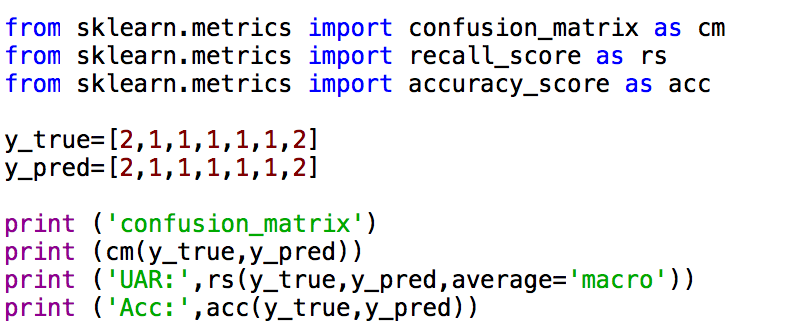 from sklearn.metrics import confusion_matrix as cm
from sklearn.metrics import recall_score as rs
from sklearn.metrics import accuracy_score as acc
y_true=[2,1,1,1,1,1,2]
y_pred=[2,1,1,1,1,1,2]
print ('confusion_matrix')
print (cm(y_true,y_pred))
print ('UAR:',rs(y_true,y_pred,average='macro'))
print ('Acc:',acc(y_true,y_pred))